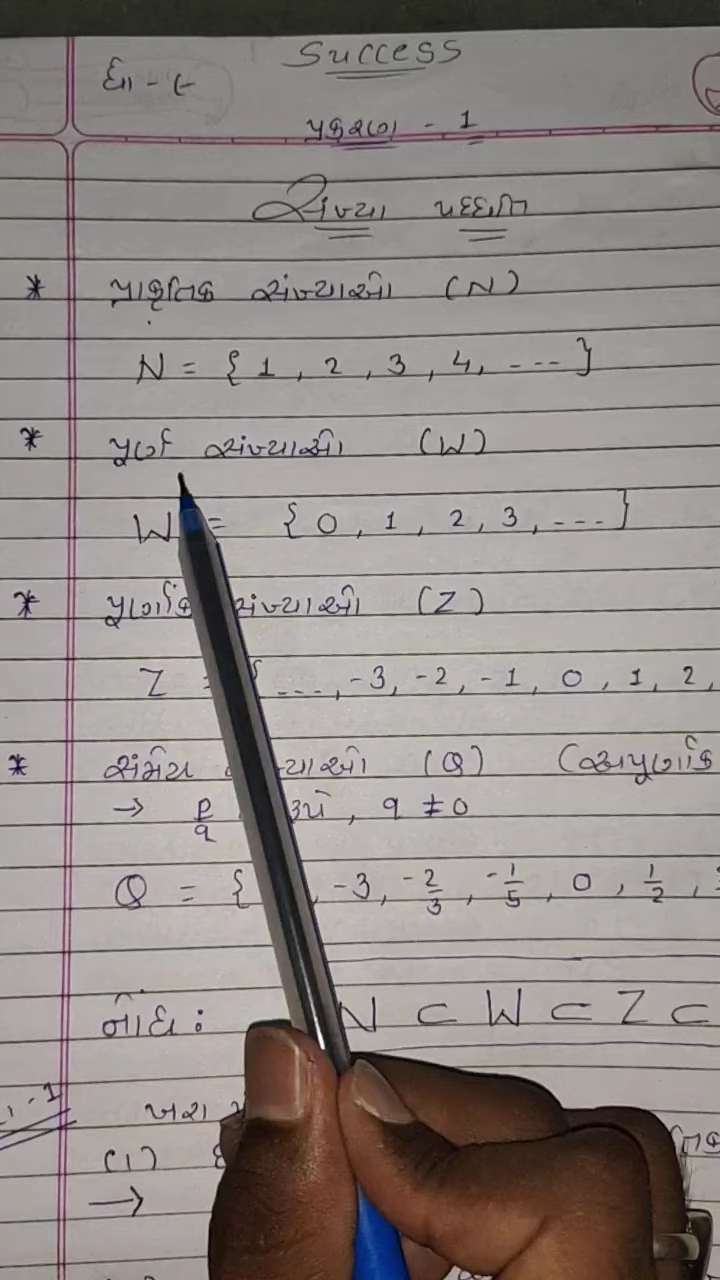 Success
ધો - ૯
પ્રકરણ - 1
સંખ્યા પદ્ધતિ
* પ્રાકૃતિક સંખ્યાઓ (N)
N = { 1 , 2 , 3 , 4, ---- }
* પૂર્ણ સંખ્યાઓ (W)
W = { 0 , 1 , 2 , 3 , --- }
* પૂર્ણાંક સંખ્યાઓ (Z)
Z = { ---, -3, -2, -1, 0, 1, 2,
* સંમેય (Q)
→ p/q , q ≠ 0
Q = { , -3, -2/3, -1/5, 0, 1/2,
નોંધ : N ⊂ W ⊂ Z ⊂
(1)
→